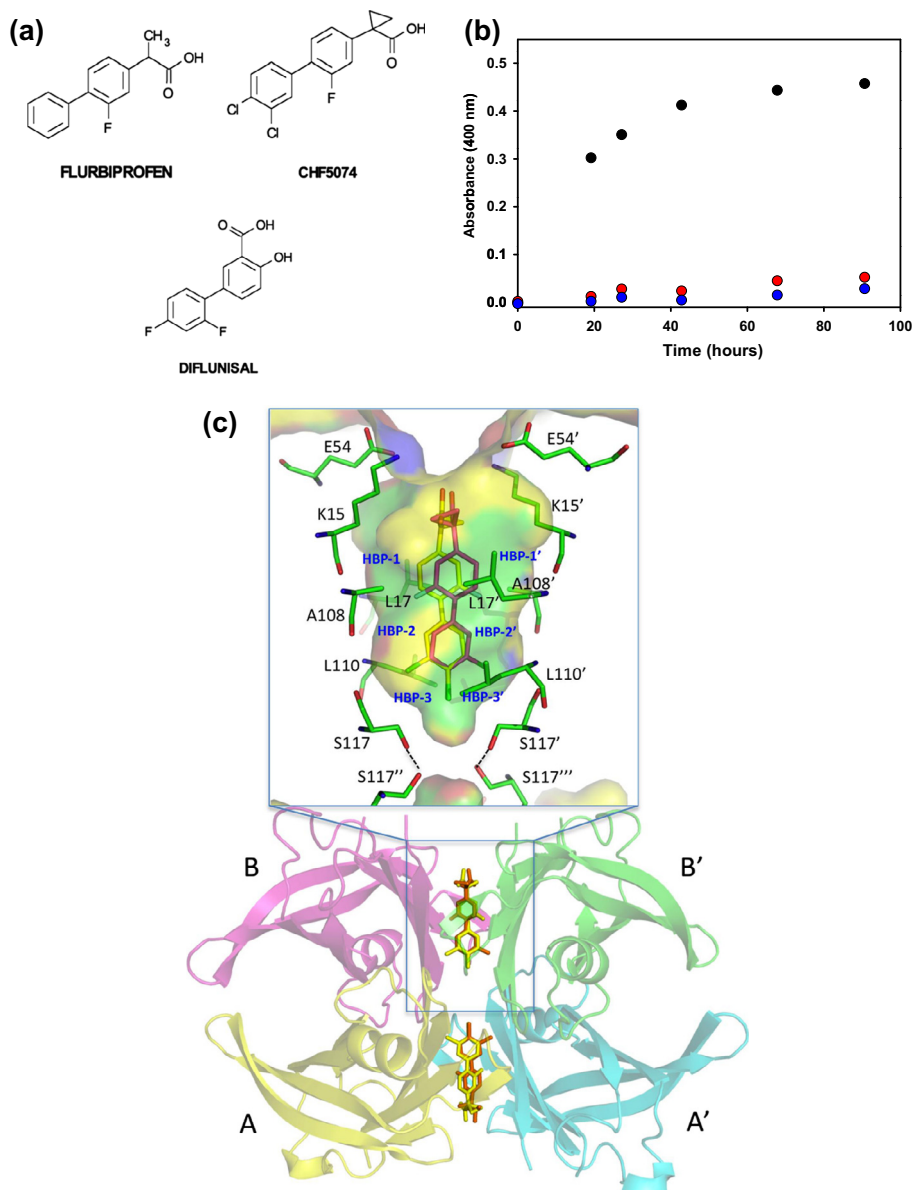 (a)
CH3
OH
O
F
FLURBIPROFEN
OH
O
F
Cl
Cl
CHF5074
O
OH
OH
F
F
DIFLUNISAL
(b)
Absorbance (400 nm)
0.5
0.4
0.3
0.2
0.1
0.0
0 20 40 60 80 100
Time (hours)
(c)
E54 E54’
K15 K15’
HBP-1 HBP-1’
A108 L17 L17’ A108’
HBP-2 HBP-2’
L110 L110’
HBP-3 HBP-3’
S117 S117’
S117’’ S117’’’
B B’
A A’